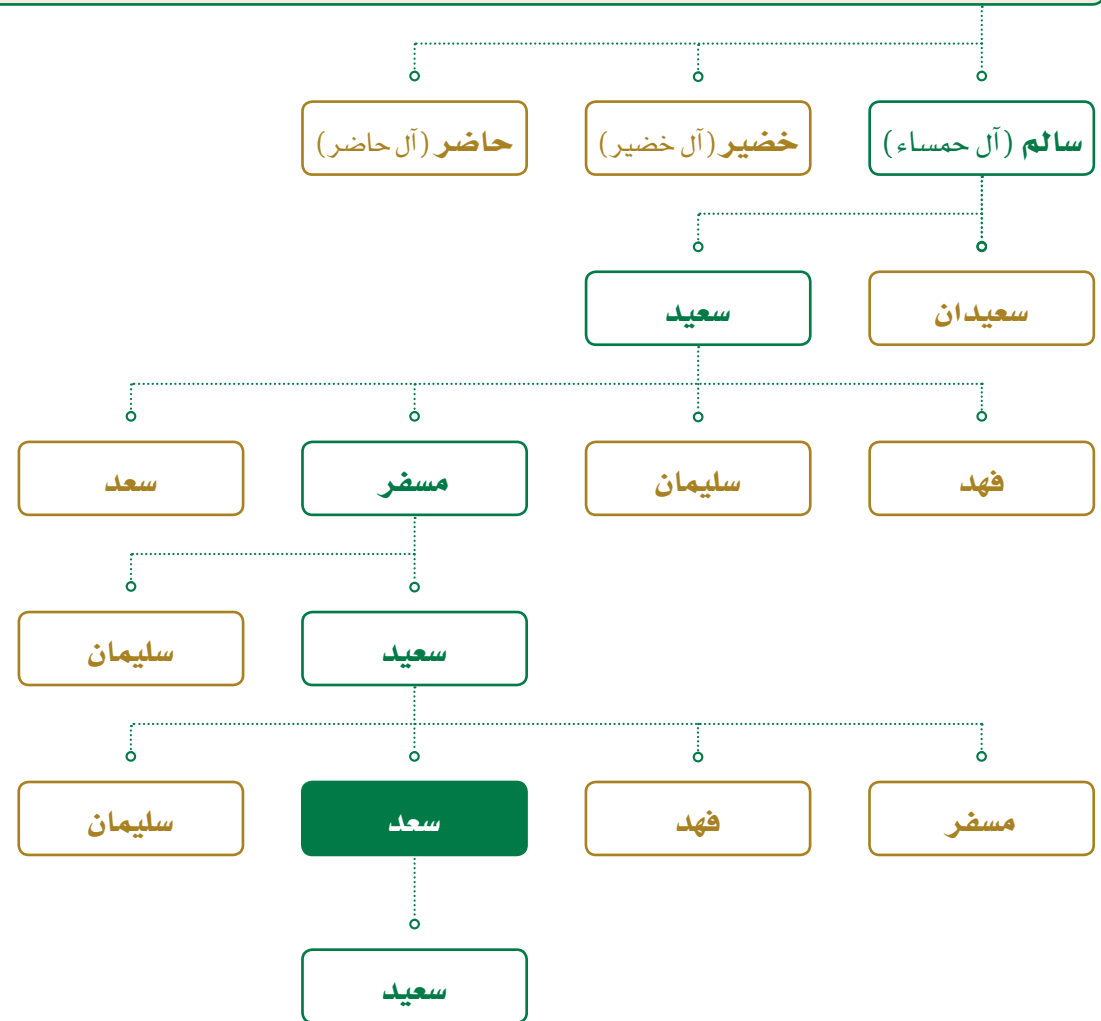 سالم (آل حمساء)
خضير (آل خضير)
حاضر (آل حاضر)
سعيدان
سعيد
فهد
سليمان
مسفر
سعد
سعيد
سليمان
مسفر
فهد
سعد
سليمان
سعيد